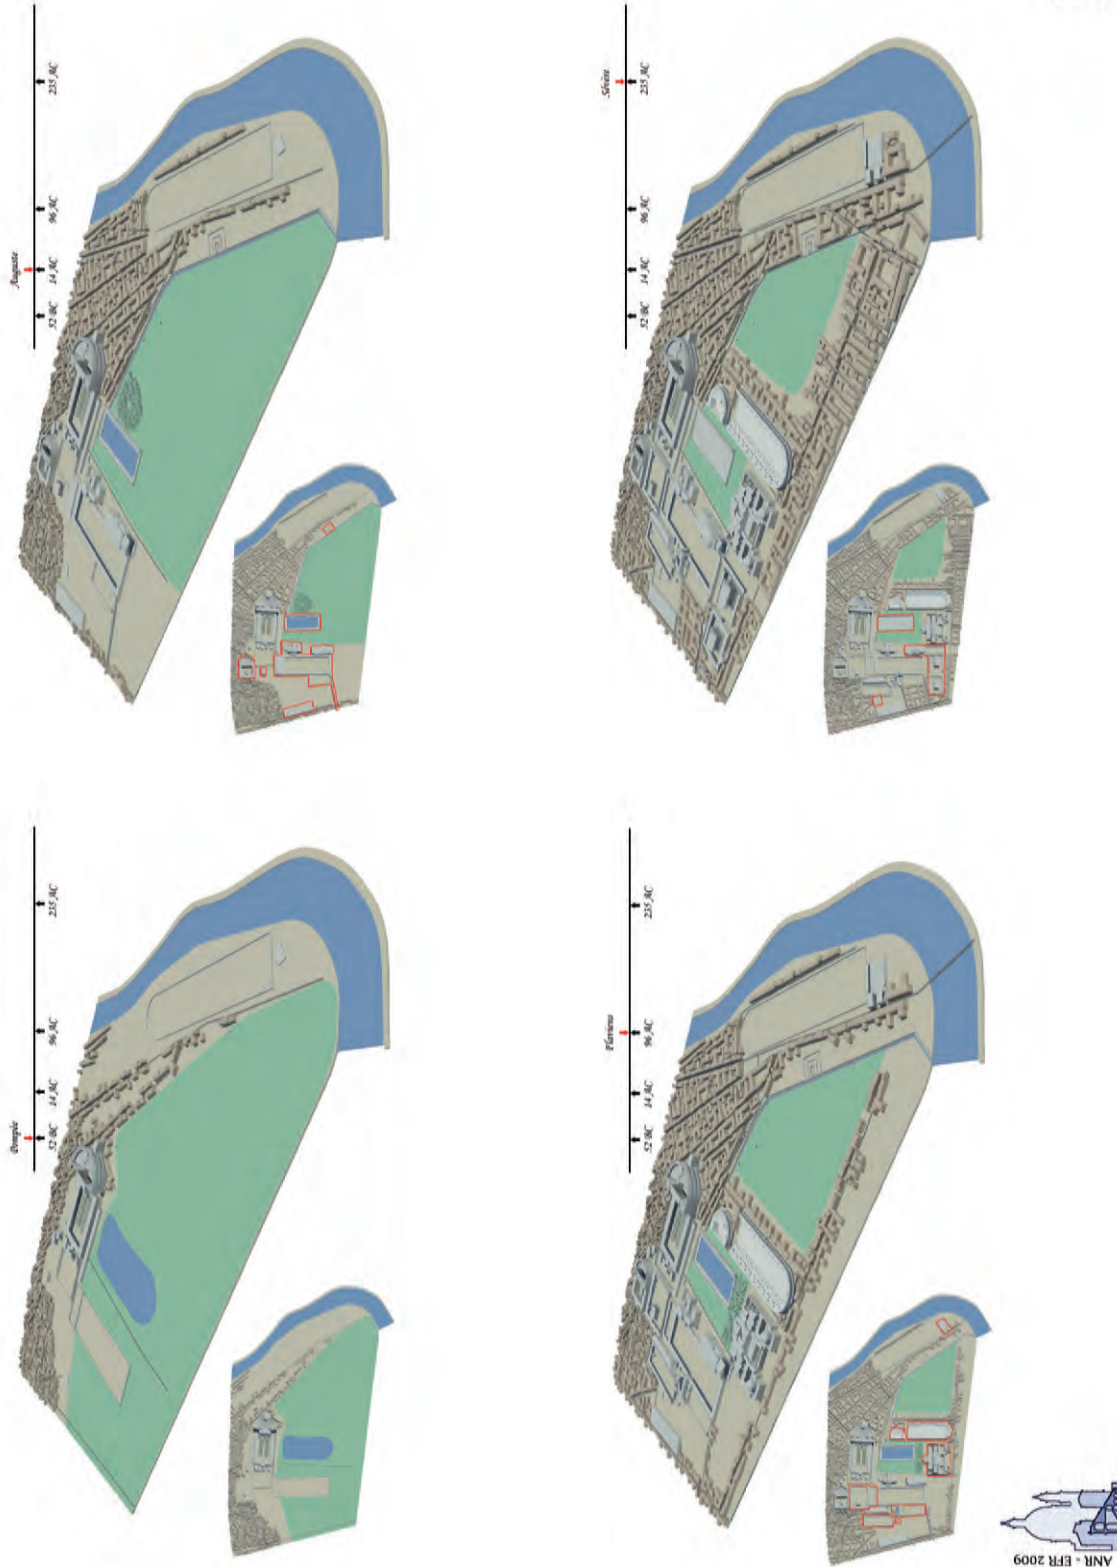 Pompée
52 BC 14 AC 96 AC 235 AC
Auguste
52 BC 14 AC 96 AC 235 AC
Flaviens
52 BC 14 AC 96 AC 235 AC
Sévère
52 BC 14 AC 96 AC 235 AC
ANR - EFR 2009